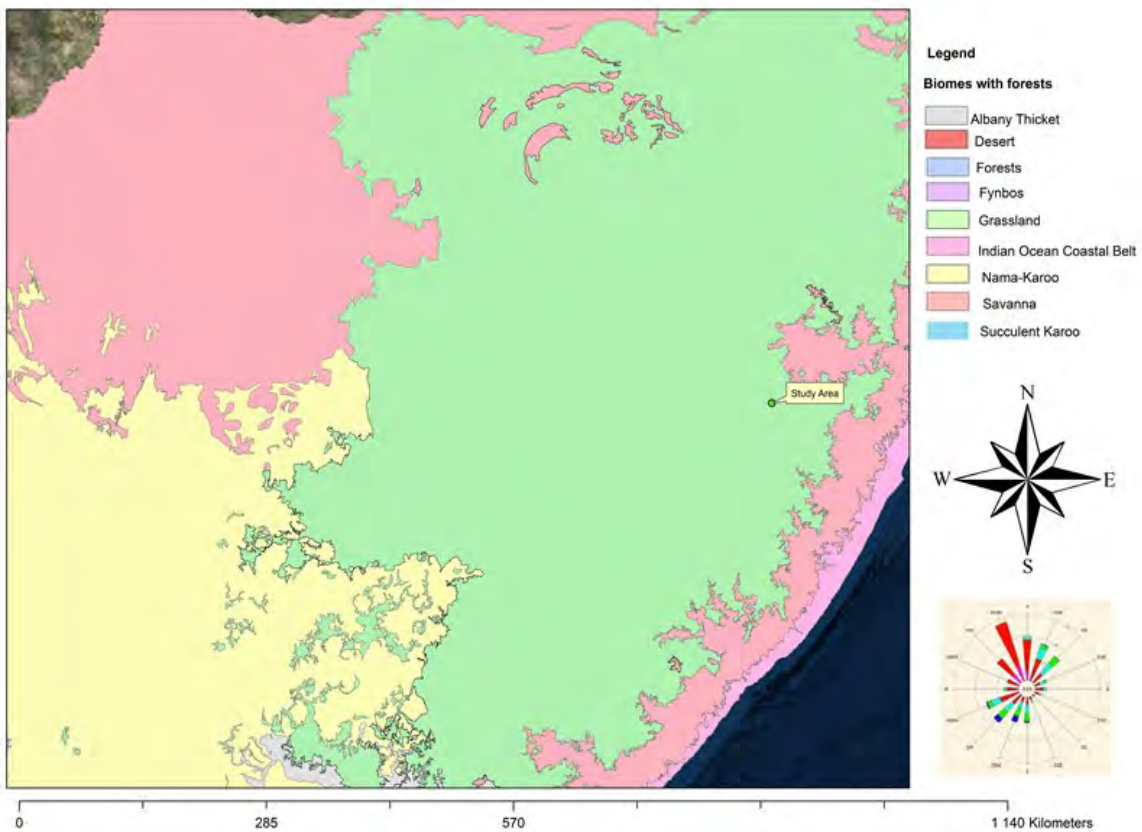 Legend
Biomes with forests
Albany Thicket
Desert
Forests
Fynbos
Grassland
Indian Ocean Coastal Belt
Nama-Karoo
Savanna
Succulent Karoo
Study Area
N
W E
S
0 285 570 1 140 Kilometers